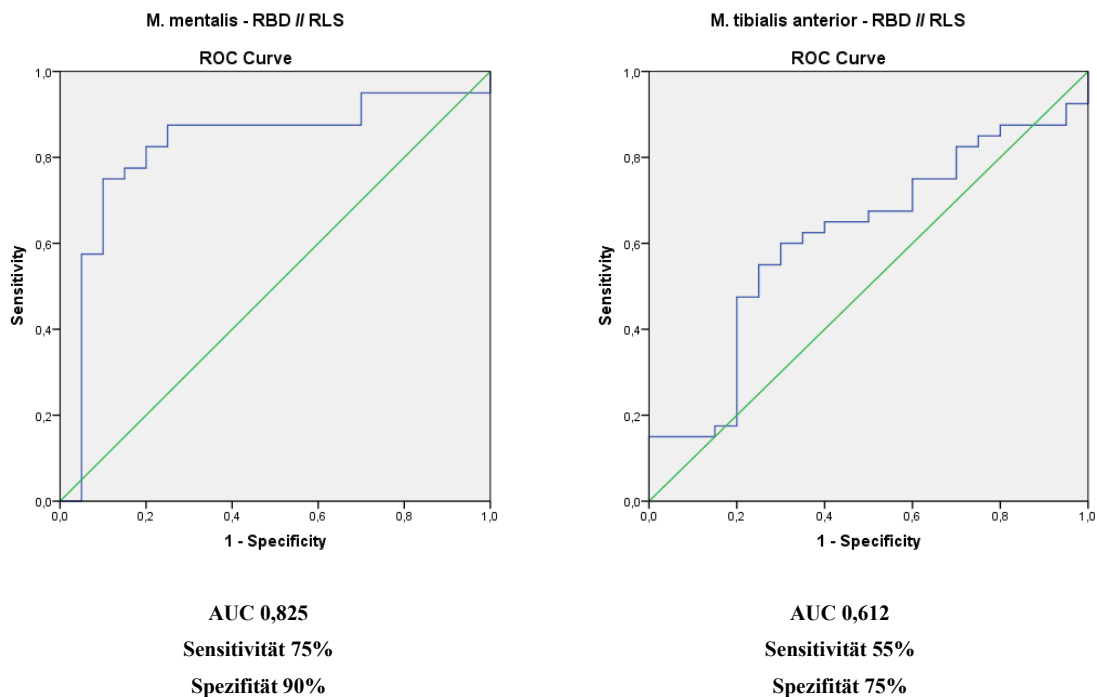 M. mentalis - RBD // RLS
ROC Curve
1,0
0,8
0,6
0,4
0,2
0,0
Sensitivity
0,0 0,2 0,4 0,6 0,8 1,0
1 - Specificity
AUC 0,825
Sensitivität 75%
Spezifität 90%
M. tibialis anterior - RBD // RLS
ROC Curve
1,0
0,8
0,6
0,4
0,2
0,0
Sensitivity
0,0 0,2 0,4 0,6 0,8 1,0
1 - Specificity
AUC 0,612
Sensitivität 55%
Spezifität 75%